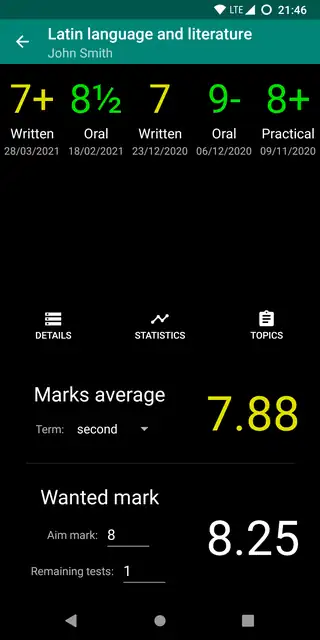 LTE 21:46
Latin language and literature
John Smith
7+ 8½ 7 9- 8+
Written Oral Written Oral Practical
28/03/2021 18/02/2021 23/12/2020 06/12/2020 09/11/2020
DETAILS STATISTICS TOPICS
Marks average
7.88
Term: second
Wanted mark
Aim mark: 8
8.25
Remaining tests: 1